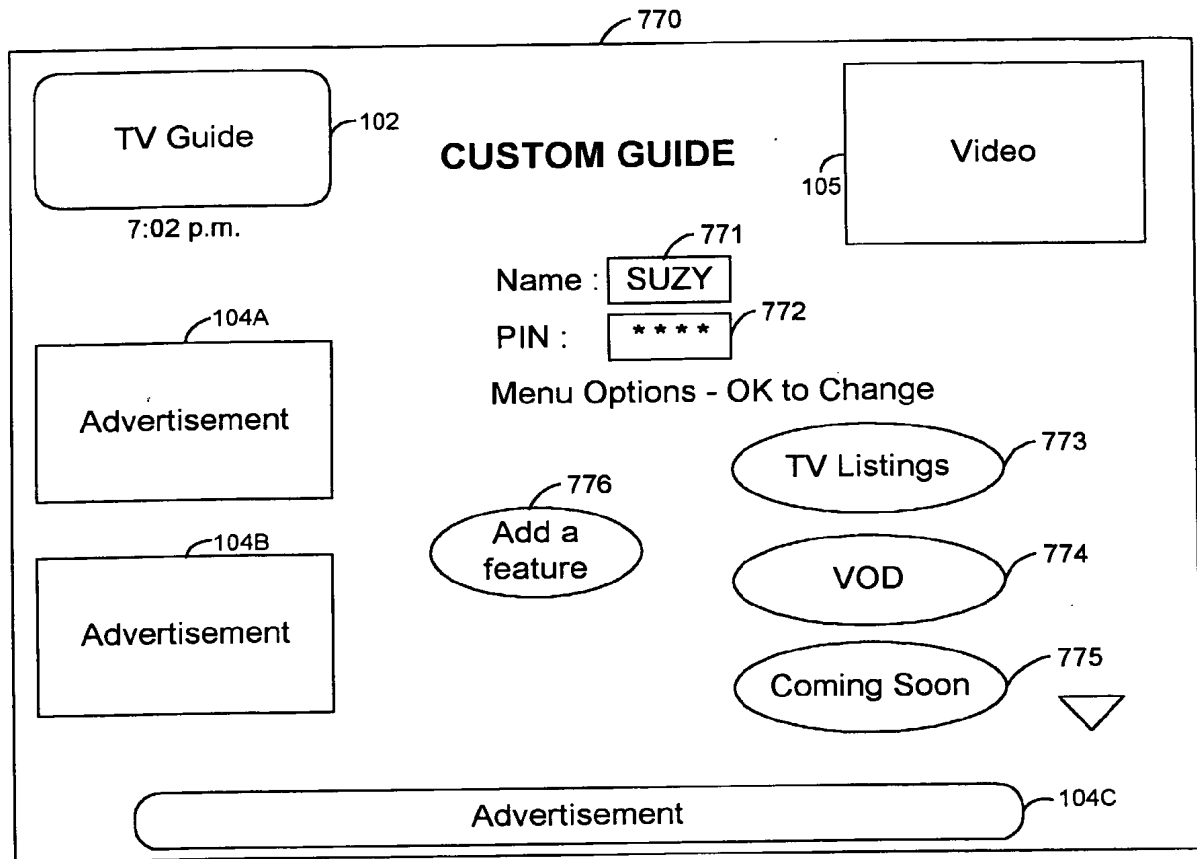 770
TV Guide
102
CUSTOM GUIDE
Video
105
7:02 p.m.
771
Name : SUZY
772
PIN : ****
Menu Options - OK to Change
104A
Advertisement
773
TV Listings
776
Add a
feature
104B
Advertisement
774
VOD
775
Coming Soon
Advertisement
104C